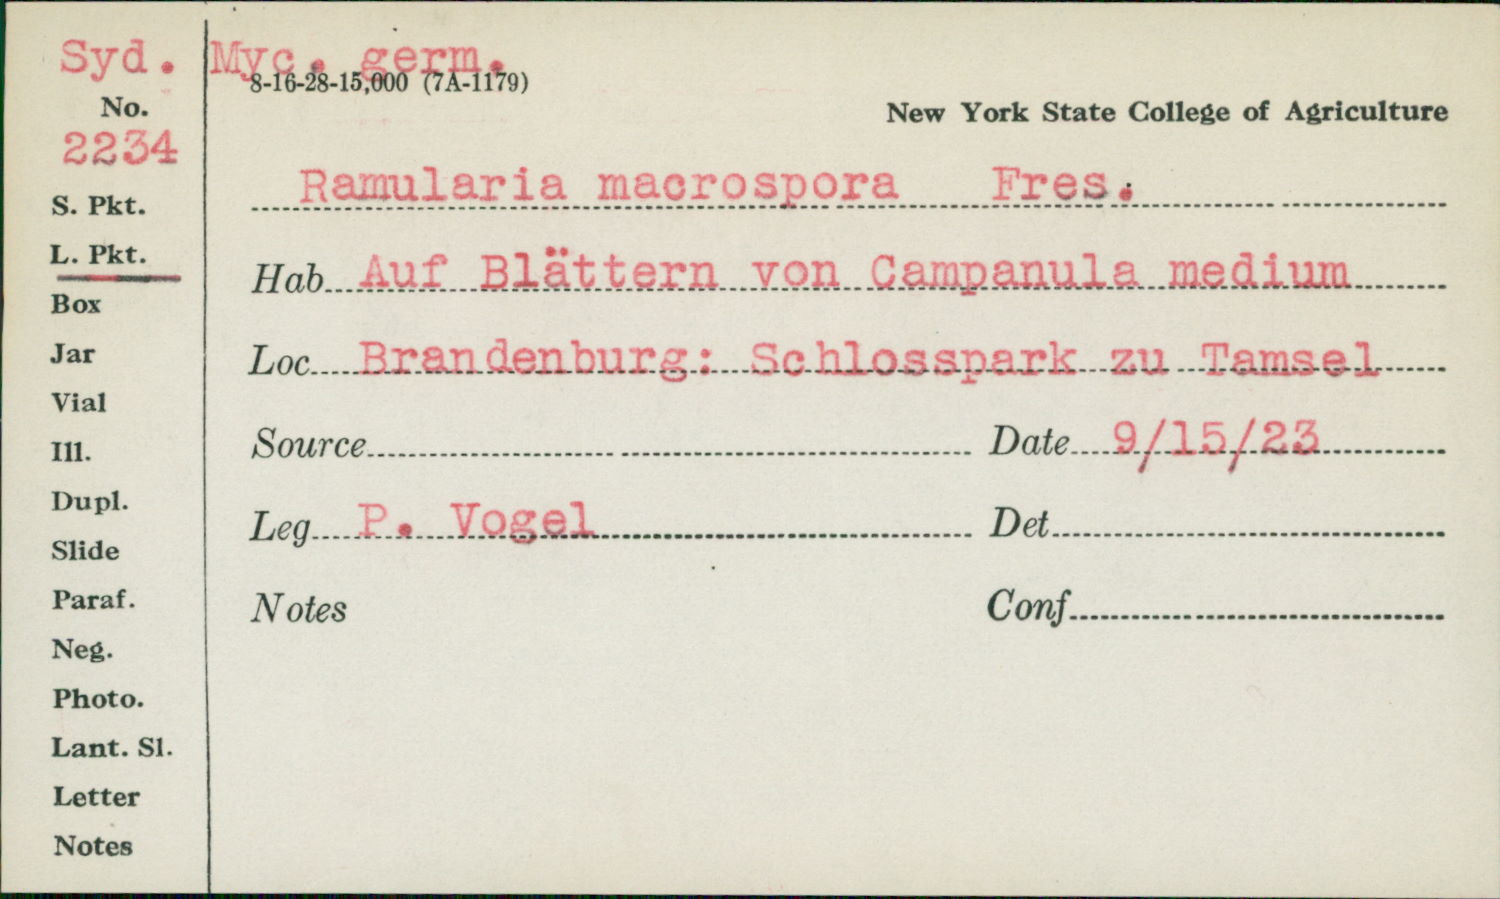 Syd. Myc. germ.
8-16-28-15,000 (7A-1179)
No.
New York State College of Agriculture
2234
Ramularia macrospora Fres.
S. Pkt.
L. Pkt.
Hab Auf Blättern von Campanula medium
Box
Jar
Loc Brandenburg: Schlosspark zu Tamsel
Vial
Ill.
Source Date 9/15/23
Dupl.
Leg P. Vogel Det
Slide
Paraf.
Notes Conf
Neg.
Photo.
Lant. Sl.
Letter
Notes